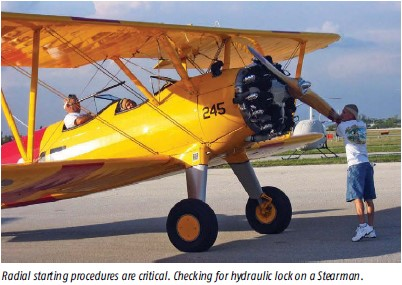 245
Radial starting procedures are critical. Checking for hydraulic lock on a Stearman.